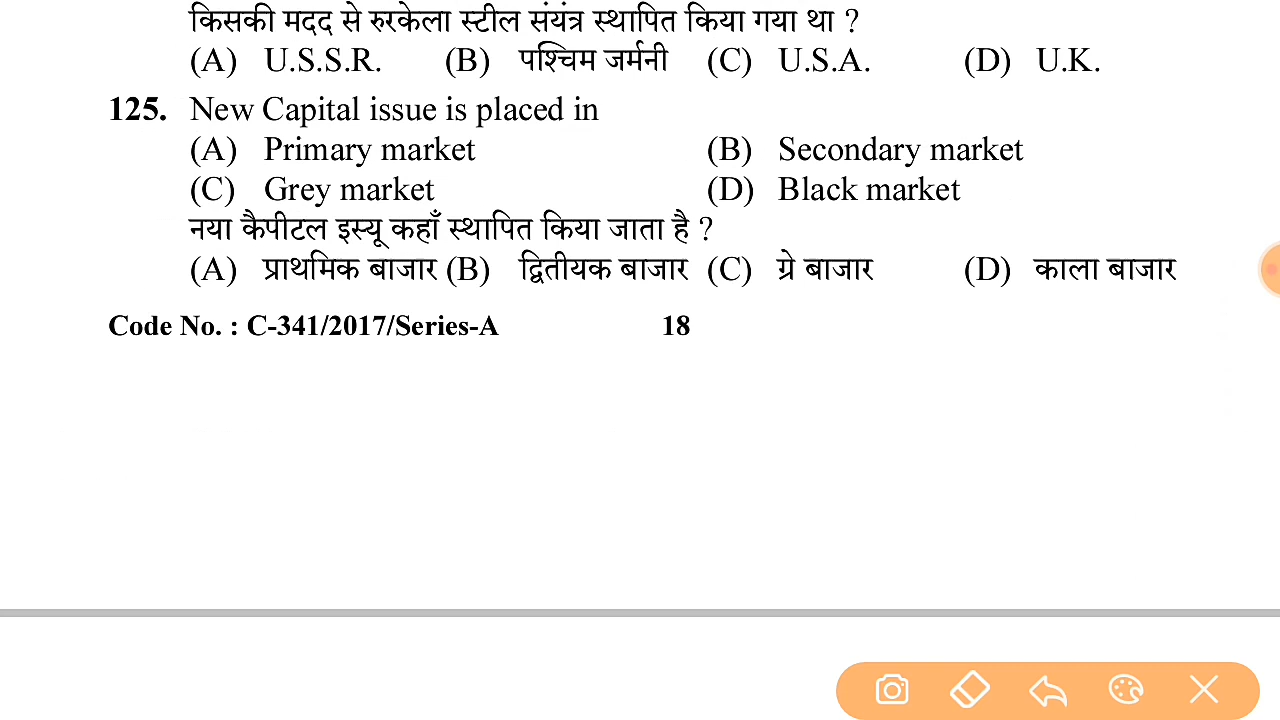 किसकी मदद से रुरकेला स्टील संयंत्र स्थापित किया गया था ?
(A) U.S.S.R. (B) पश्चिम जर्मनी (C) U.S.A. (D) U.K.
125. New Capital issue is placed in
(A) Primary market (B) Secondary market
(C) Grey market (D) Black market
नया कैपीटल इस्यू कहाँ स्थापित किया जाता है ?
(A) प्राथमिक बाजार (B) द्वितीयक बाजार (C) ग्रे बाजार (D) काला बाजार
Code No. : C-341/2017/Series-A 18